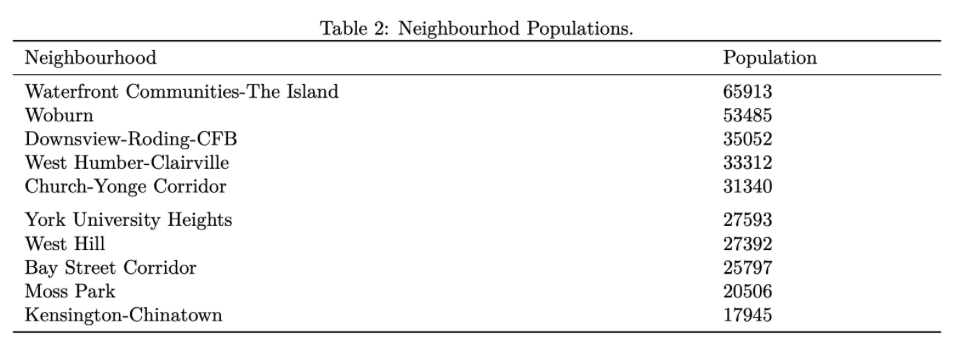 Table 2: Neighbourhod Populations.
Neighbourhood Population
Waterfront Communities-The Island 65913
Woburn 53485
Downsview-Roding-CFB 35052
West Humber-Clairville 33312
Church-Yonge Corridor 31340
York University Heights 27593
West Hill 27392
Bay Street Corridor 25797
Moss Park 20506
Kensington-Chinatown 17945